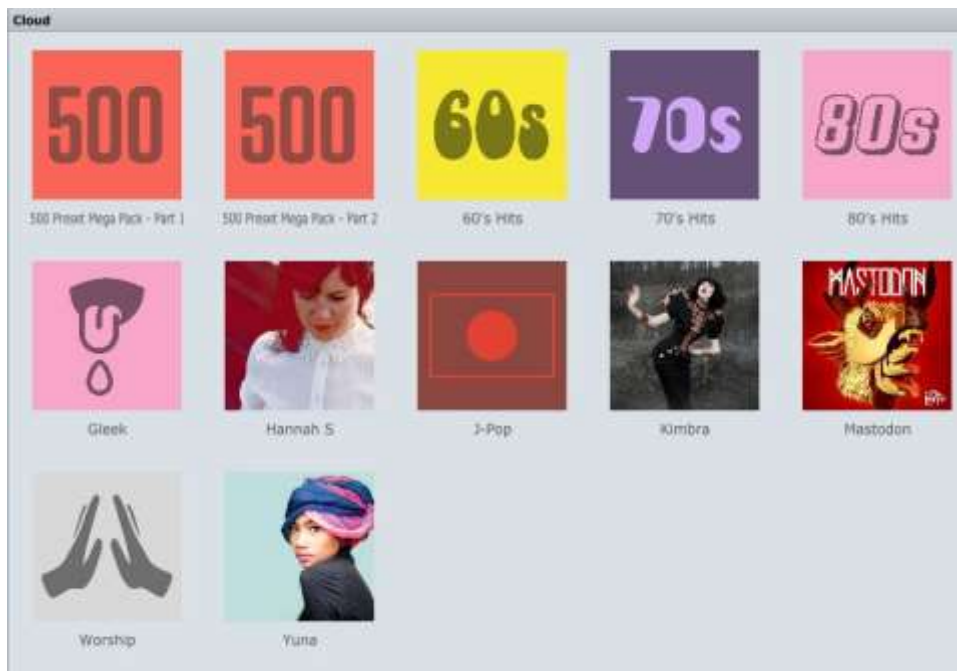 Cloud
500
500
60s
70s
80s
500 Preset Mega Pack - Part 1
500 Preset Mega Pack - Part 2
60's Hits
70's Hits
80's Hits
MASTODON
Gleek
Hannah S
J-Pop
Kimbra
Mastodon
Worship
Yuna